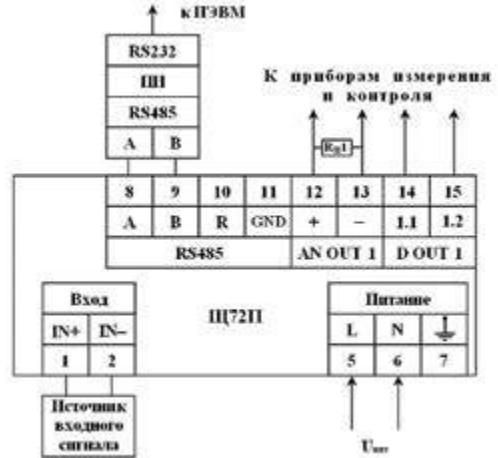 к ПЭВМ
RS232
ПИ
RS485
A B
К приборам измерения
и контроля
Rн1
8 9 10 11 12 13 14 15
A B R GND + − 1.1 1.2
RS485 AN OUT 1 D OUT 1
Вход
IN+ IN−
1 2
Щ72П
Питание
L N
5 6 7
Источник
входного
сигнала
Uпит